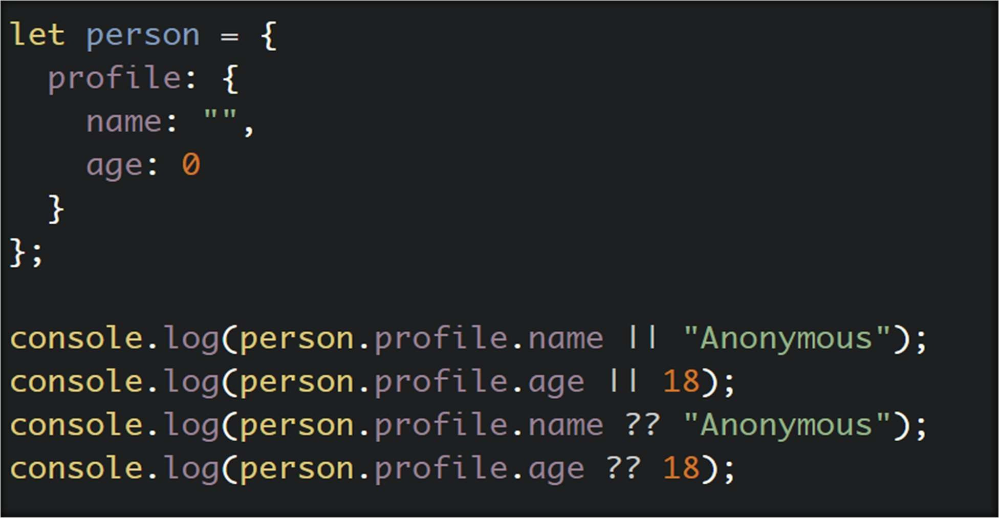 let person = {
  profile: {
    name: "",
    age: 0
  }
};

console.log(person.profile.name || "Anonymous");
console.log(person.profile.age || 18);
console.log(person.profile.name ?? "Anonymous");
console.log(person.profile.age ?? 18);